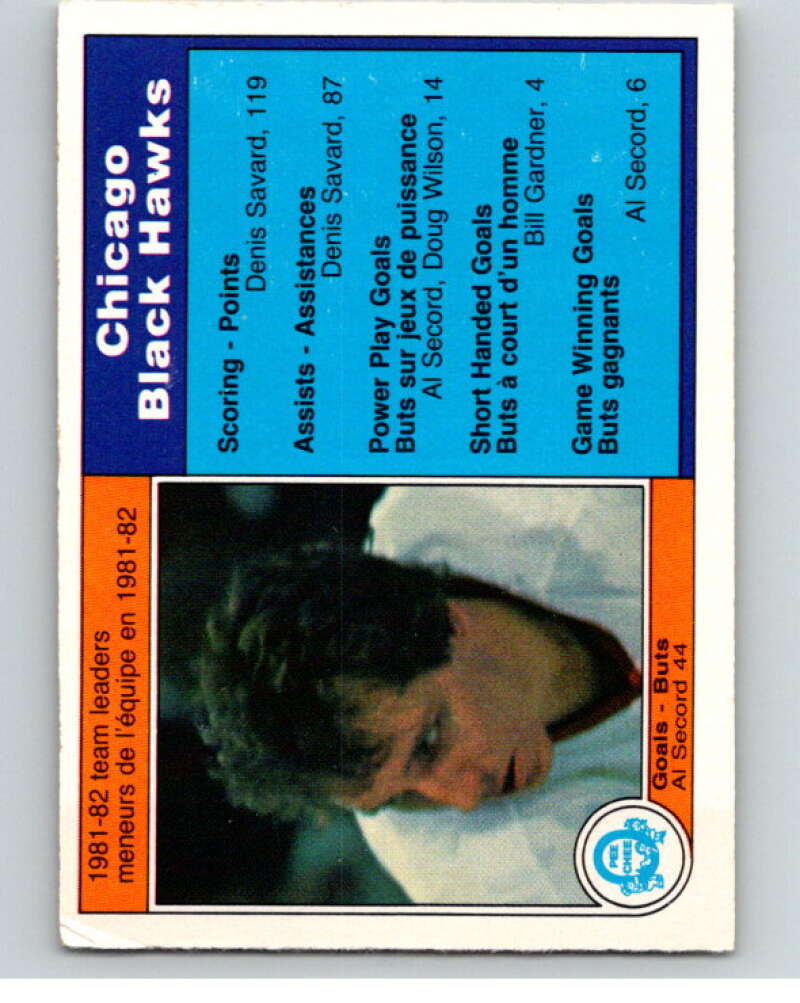 1981-82 team leaders
meneurs de l'équipe en 1981-82
Goals - Buts
Al Secord 44
O
PEE
CHEE
Chicago
Black Hawks
Scoring - Points
Denis Savard, 119
Assists - Assistances
Denis Savard, 87
Power Play Goals
Buts sur jeux de puissance
Al Secord, Doug Wilson, 14
Short Handed Goals
Buts à court d'un homme
Bill Gardner, 4
Game Winning Goals
Buts gagnants
Al Secord, 6